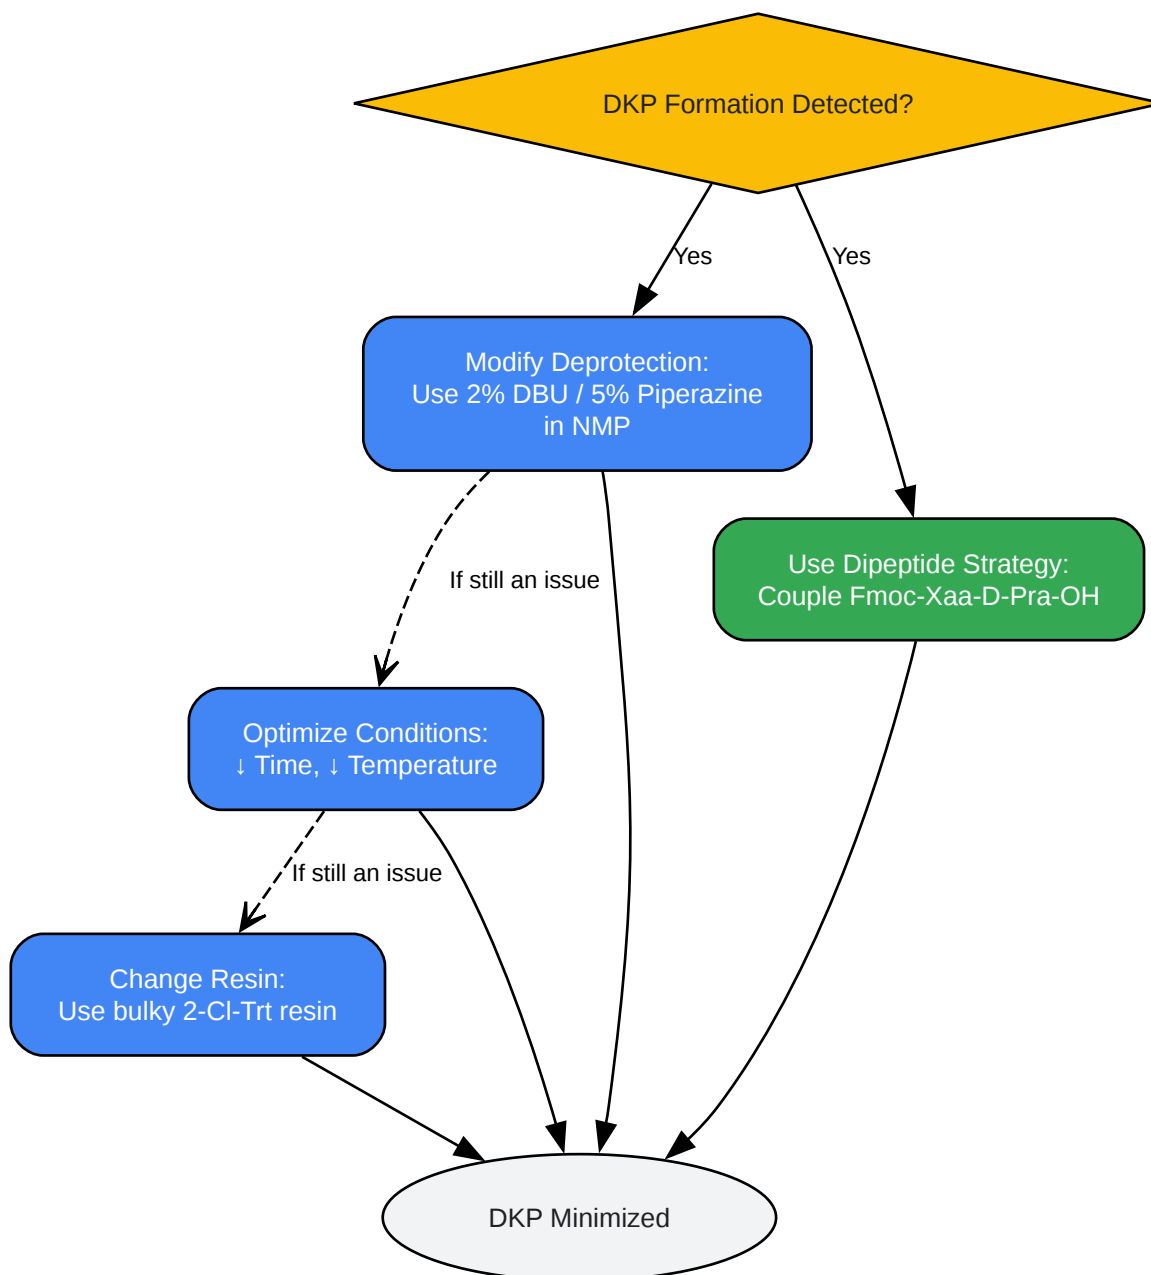 DKP Formation Detected?
Yes
Yes
Modify Deprotection:
Use 2% DBU / 5% Piperazine
in NMP
Use Dipeptide Strategy:
Couple Fmoc-Xaa-D-Pra-OH
If still an issue
Optimize Conditions:
↓ Time, ↓ Temperature
If still an issue
Change Resin:
Use bulky 2-Cl-Trt resin
DKP Minimized